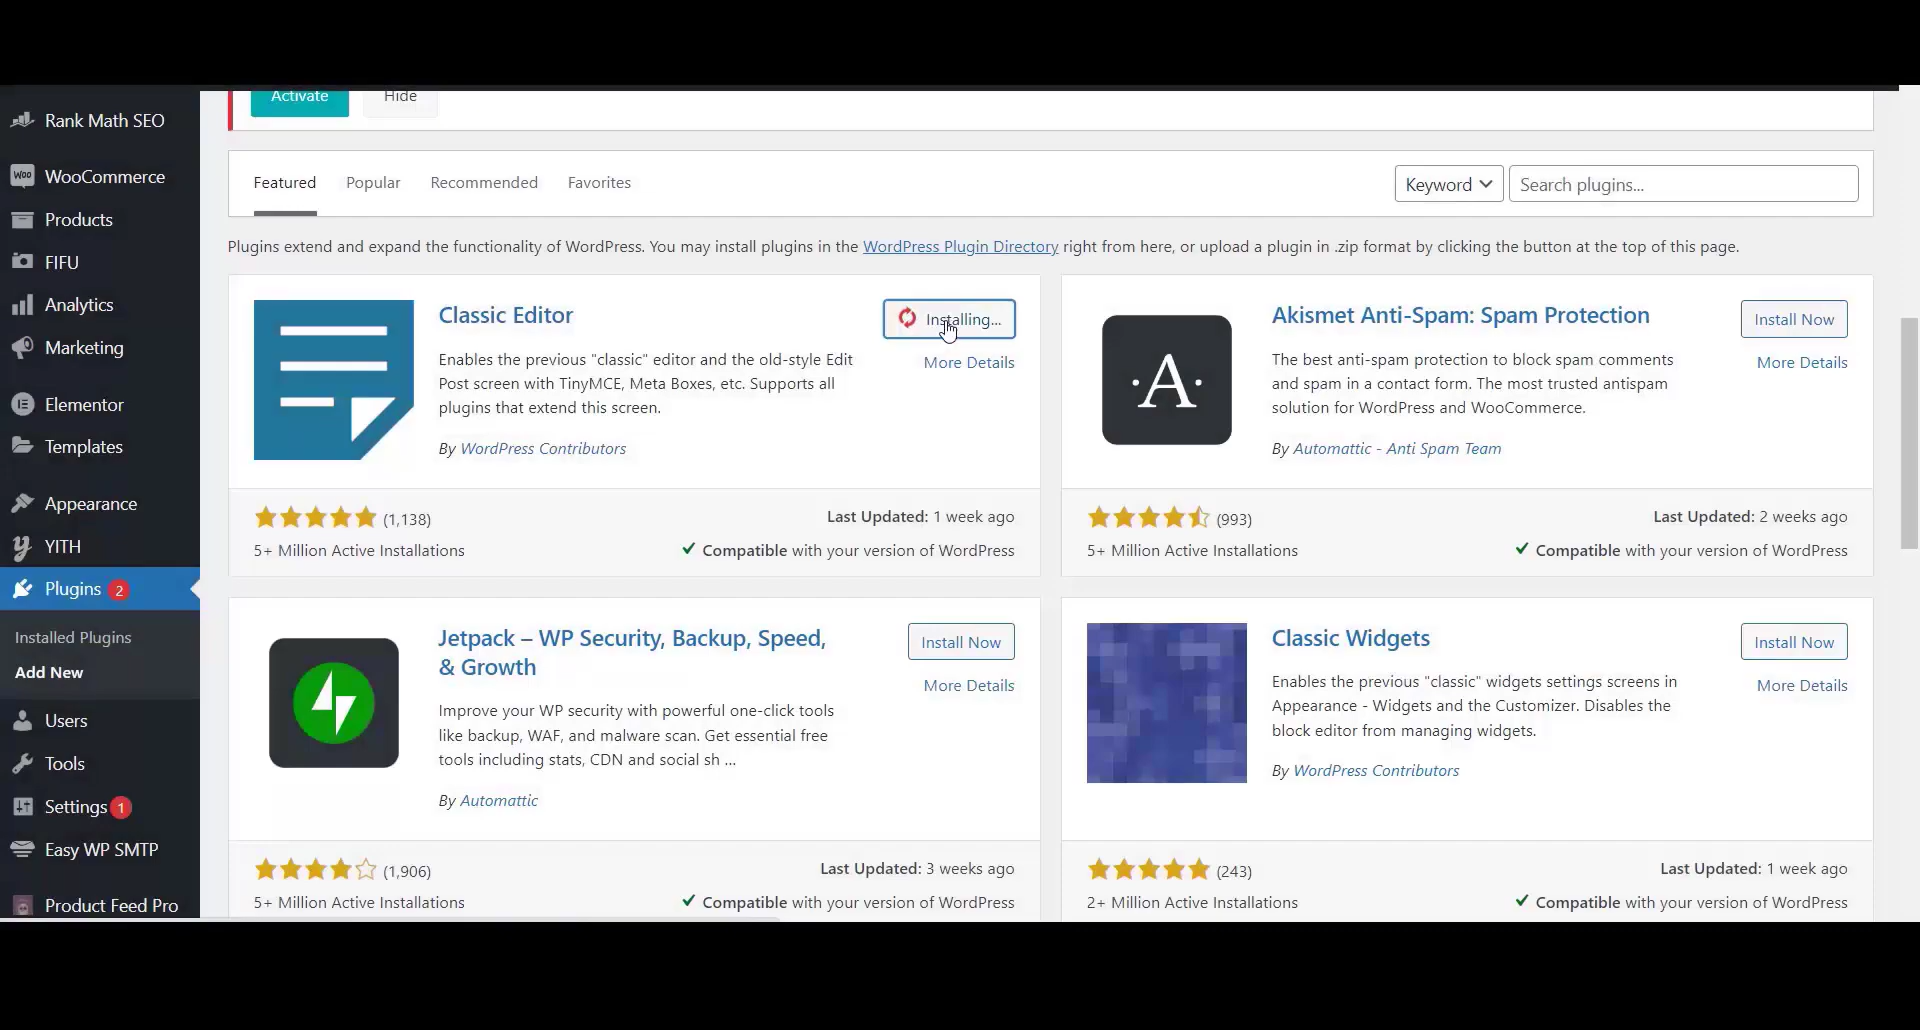 Activate Hide
Rank Math SEO
WooCommerce
Products
FIFU
Analytics
Marketing
Elementor
Templates
Appearance
YITH
Plugins 2
Installed Plugins
Add New
Users
Tools
Settings 1
Easy WP SMTP
Product Feed Pro
Featured Popular Recommended Favorites
Keyword Search plugins...
Plugins extend and expand the functionality of WordPress. You may install plugins in the WordPress Plugin Directory right from here, or upload a plugin in .zip format by clicking the button at the top of this page.
Classic Editor
Installing...
More Details
Enables the previous "classic" editor and the old-style Edit
Post screen with TinyMCE, Meta Boxes, etc. Supports all
plugins that extend this screen.
By WordPress Contributors
(1,138)
5+ Million Active Installations
Last Updated: 1 week ago
Compatible with your version of WordPress
Akismet Anti-Spam: Spam Protection
Install Now
More Details
·A·
The best anti-spam protection to block spam comments
and spam in a contact form. The most trusted antispam
solution for WordPress and WooCommerce.
By Automattic - Anti Spam Team
(993)
5+ Million Active Installations
Last Updated: 2 weeks ago
Compatible with your version of WordPress
Jetpack – WP Security, Backup, Speed,
& Growth
Install Now
More Details
Improve your WP security with powerful one-click tools
like backup, WAF, and malware scan. Get essential free
tools including stats, CDN and social sh ...
By Automattic
(1,906)
5+ Million Active Installations
Last Updated: 3 weeks ago
Compatible with your version of WordPress
Classic Widgets
Install Now
More Details
Enables the previous "classic" widgets settings screens in
Appearance - Widgets and the Customizer. Disables the
block editor from managing widgets.
By WordPress Contributors
(243)
2+ Million Active Installations
Last Updated: 1 week ago
Compatible with your version of WordPress